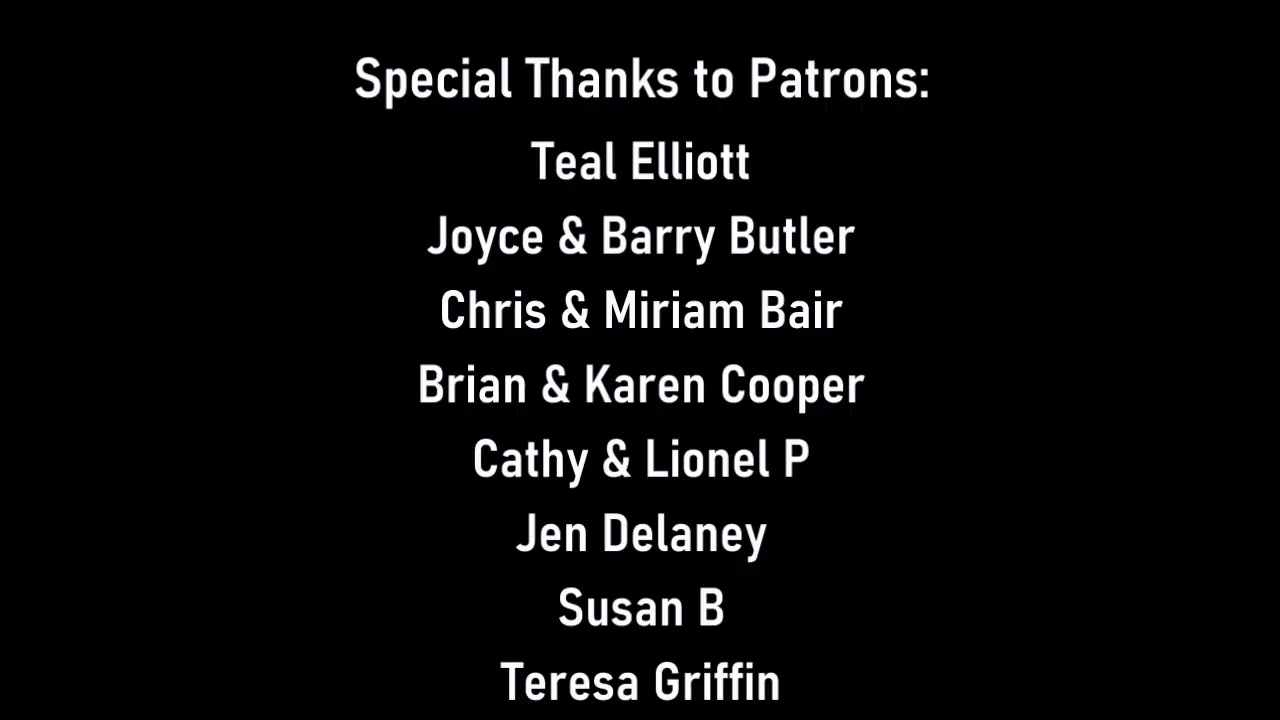 Special Thanks to Patrons:
Teal Elliott
Joyce & Barry Butler
Chris & Miriam Bair
Brian & Karen Cooper
Cathy & Lionel P
Jen Delaney
Susan B
Teresa Griffin